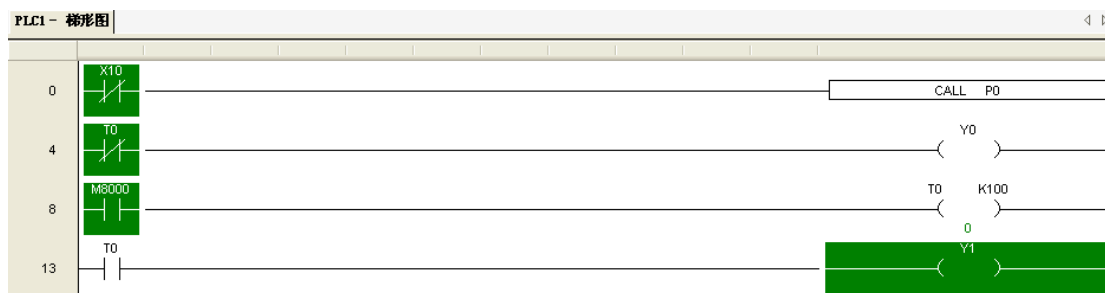 PLC1 - 梯形图
X10
0 CALL P0
T0 Y0
4
M8000 T0 K100
8
0
T0 Y1
13